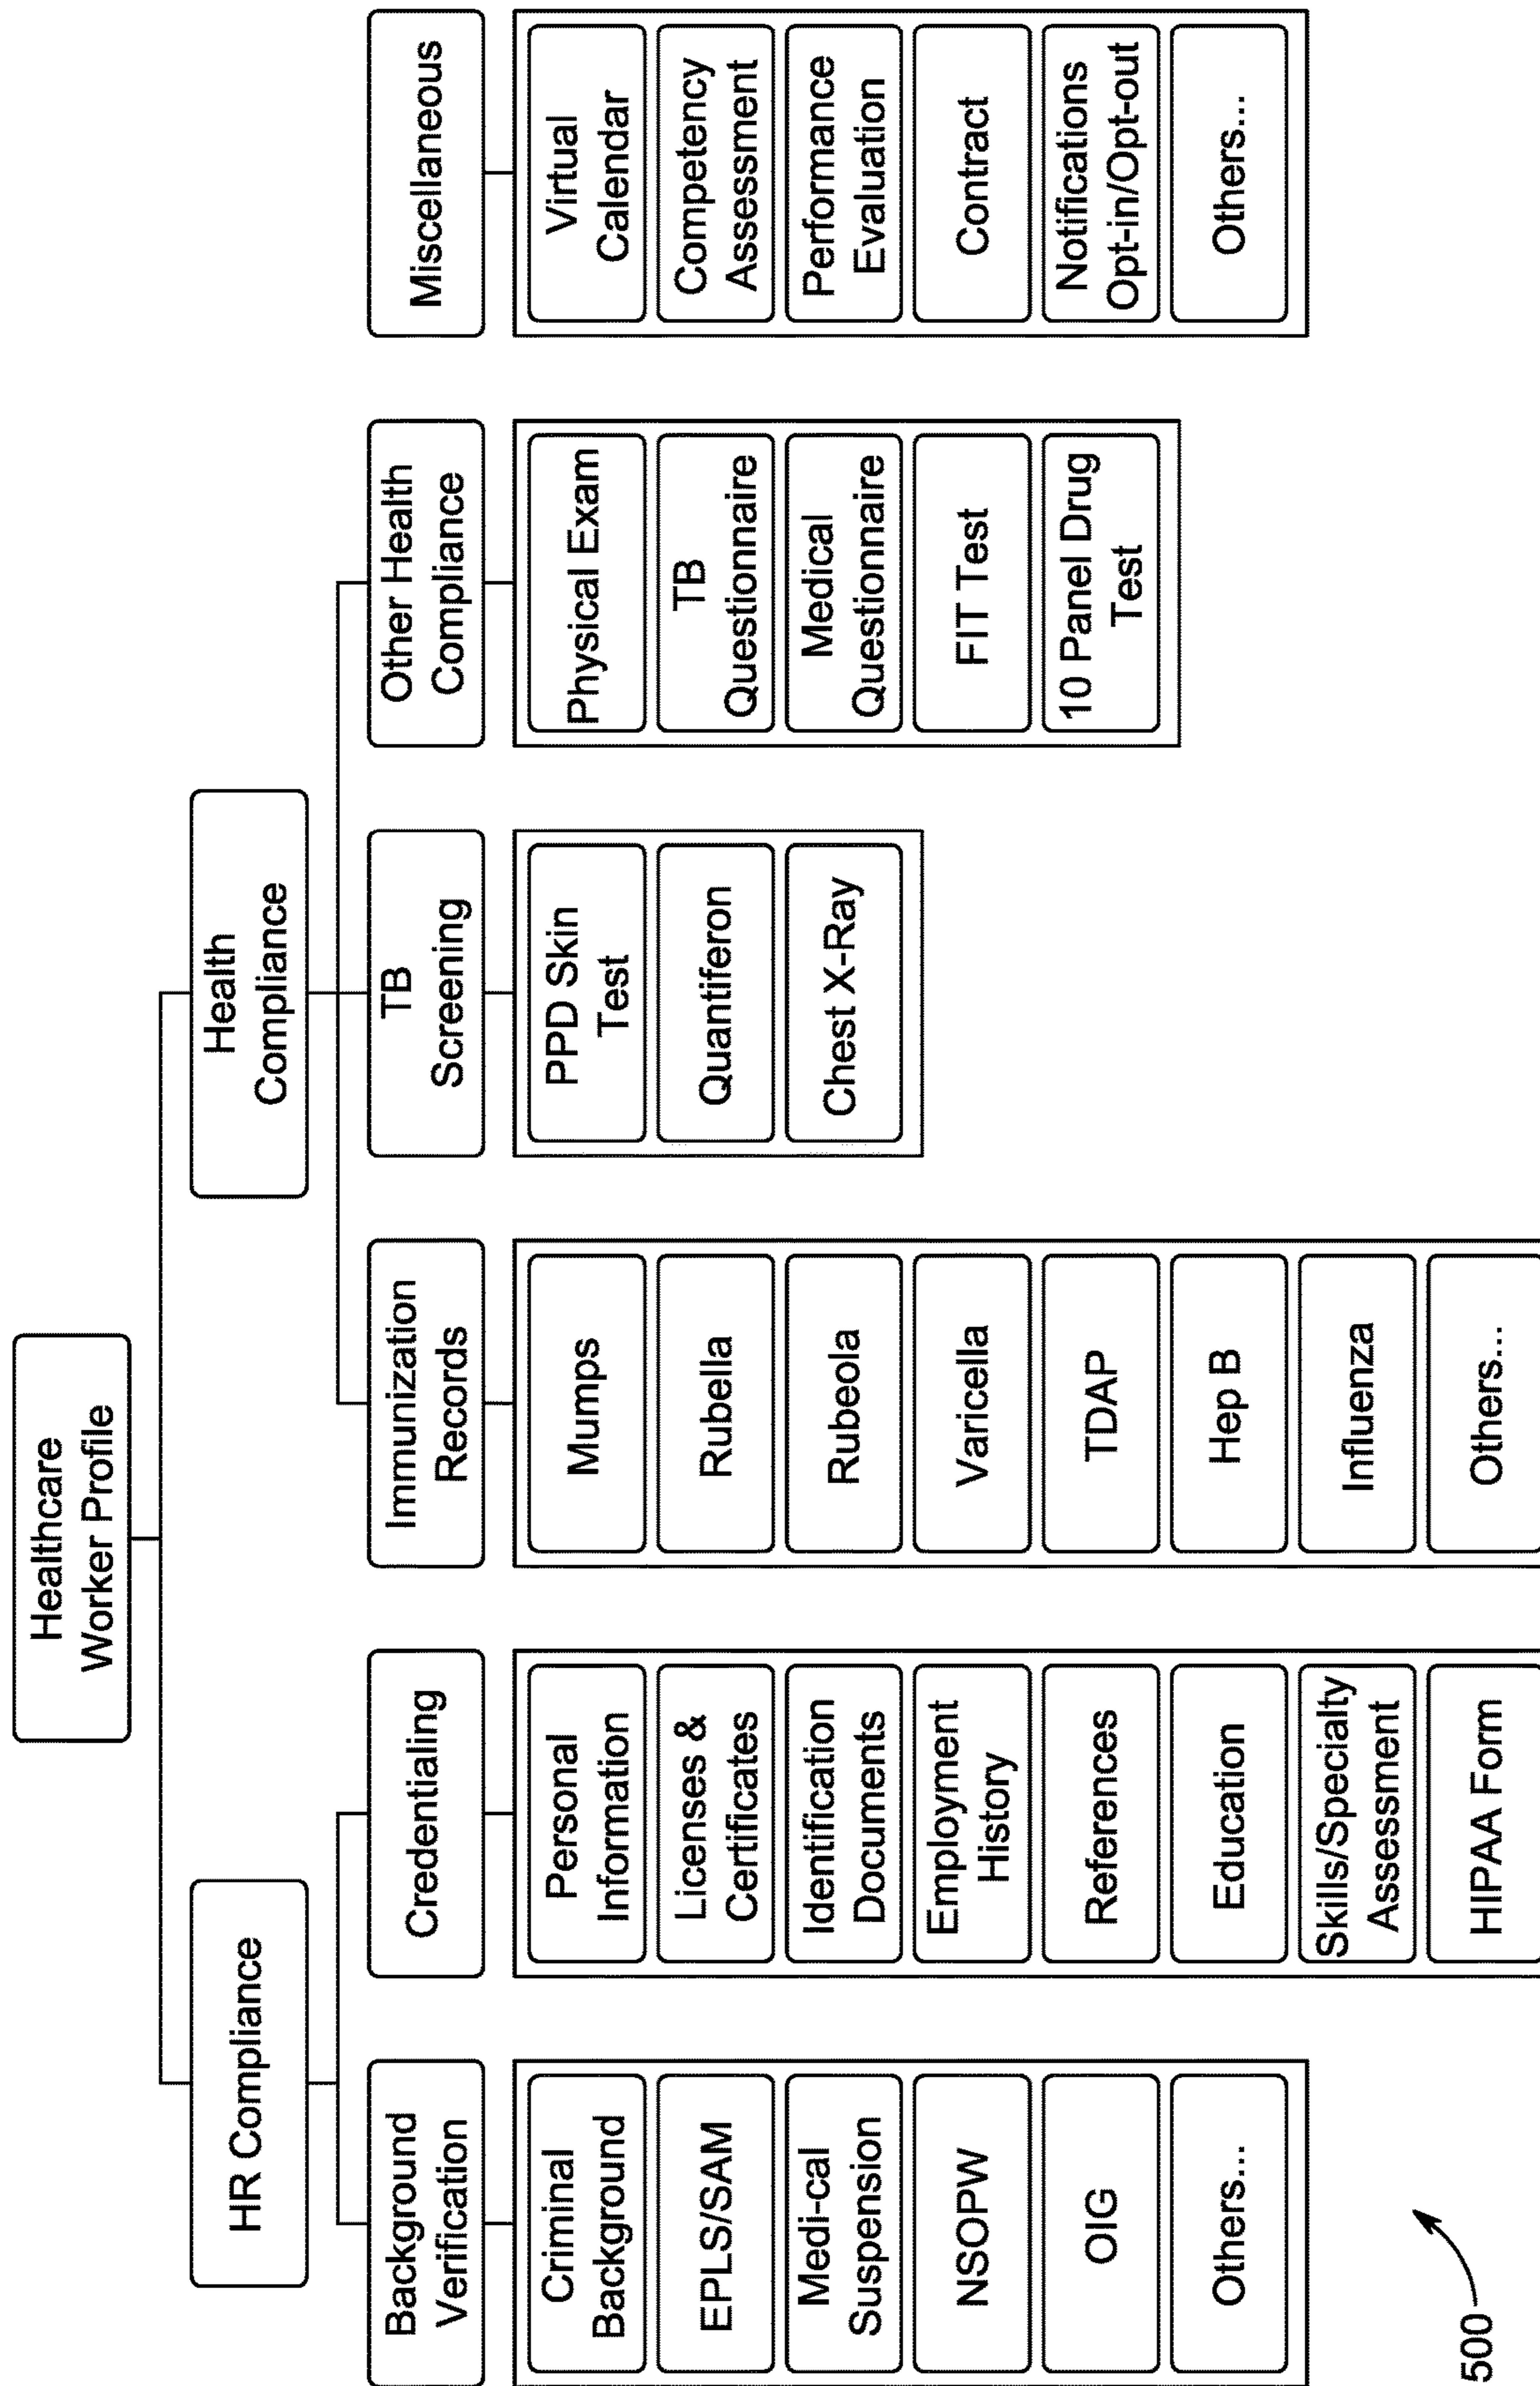 Healthcare
Worker Profile
HR Compliance
Health
Compliance
Background
Verification
Credentialing
Immunization
Records
TB
Screening
Other Health
Compliance
Miscellaneous
Criminal
Background
EPLS/SAM
Medi-cal
Suspension
NSOPW
OIG
Others...
Personal
Information
Licenses &
Certificates
Identification
Documents
Employment
History
References
Education
Skills/Specialty
Assessment
HIPAA Form
Mumps
Rubella
Rubeola
Varicella
TDAP
Hep B
Influenza
Others...
PPD Skin
Test
Quantiferon
Chest X-Ray
Physical Exam
TB
Questionnaire
Medical
Questionnaire
FIT Test
10 Panel Drug
Test
Virtual
Calendar
Competency
Assessment
Performance
Evaluation
Contract
Notifications
Opt-in/Opt-out
Others...
500